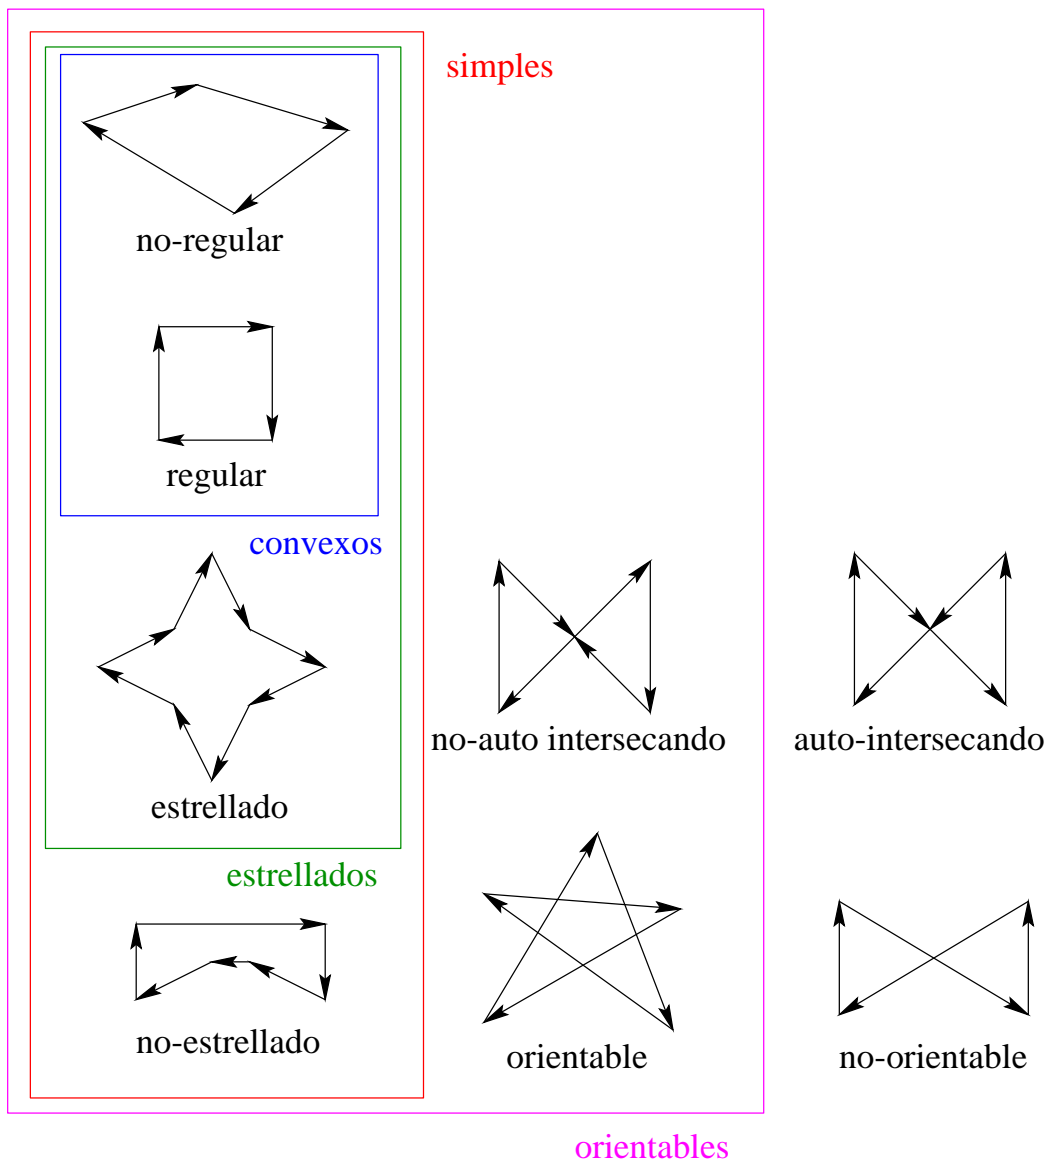 simples
no-regular
regular
convexos
no-auto intersecando
auto-intersecando
estrellado
estrellados
no-estrellado
orientable
no-orientable
orientables